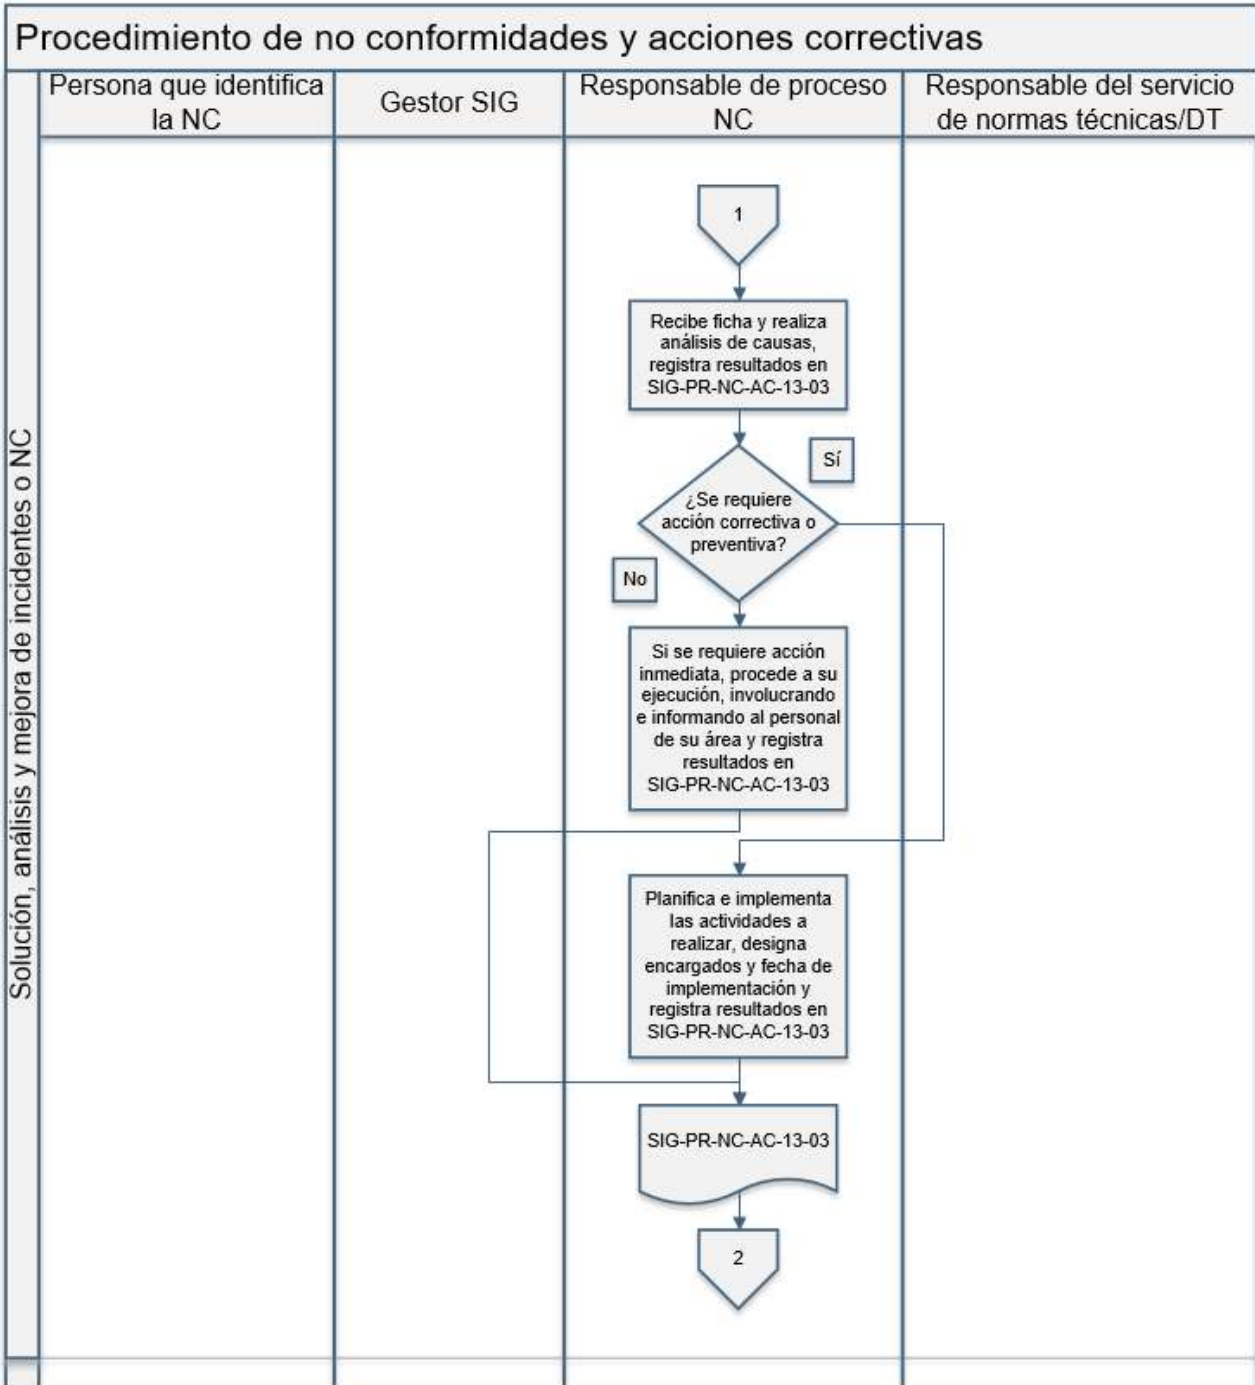 Procedimiento de no conformidades y acciones correctivas
Persona que identifica
la NC
Gestor SIG
Responsable de proceso
NC
Responsable del servicio
de normas técnicas/DT
Solución, análisis y mejora de incidentes o NC
1
Recibe ficha y realiza
análisis de causas,
registra resultados en
SIG-PR-NC-AC-13-03
Sí
¿Se requiere
acción correctiva o
preventiva?
No
Si se requiere acción
inmediata, procede a su
ejecución, involucrando
e informando al personal
de su área y registra
resultados en
SIG-PR-NC-AC-13-03
Planifica e implementa
las actividades a
realizar, designa
encargados y fecha de
implementación y
registra resultados en
SIG-PR-NC-AC-13-03
SIG-PR-NC-AC-13-03
2